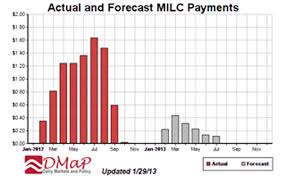 Actual and Forecast MILC Payments
$2.00
$1.80
$1.60
$1.40
$1.20
$1.00
$0.80
$0.60
$0.40
$0.20
$0.00
Jan-2012 Mar May Jul Sep Nov Jan-2013 Mar May Jul Sep Nov
DMaP
Dairy Markets and Policy
Updated 1/29/13
Actual Forecast